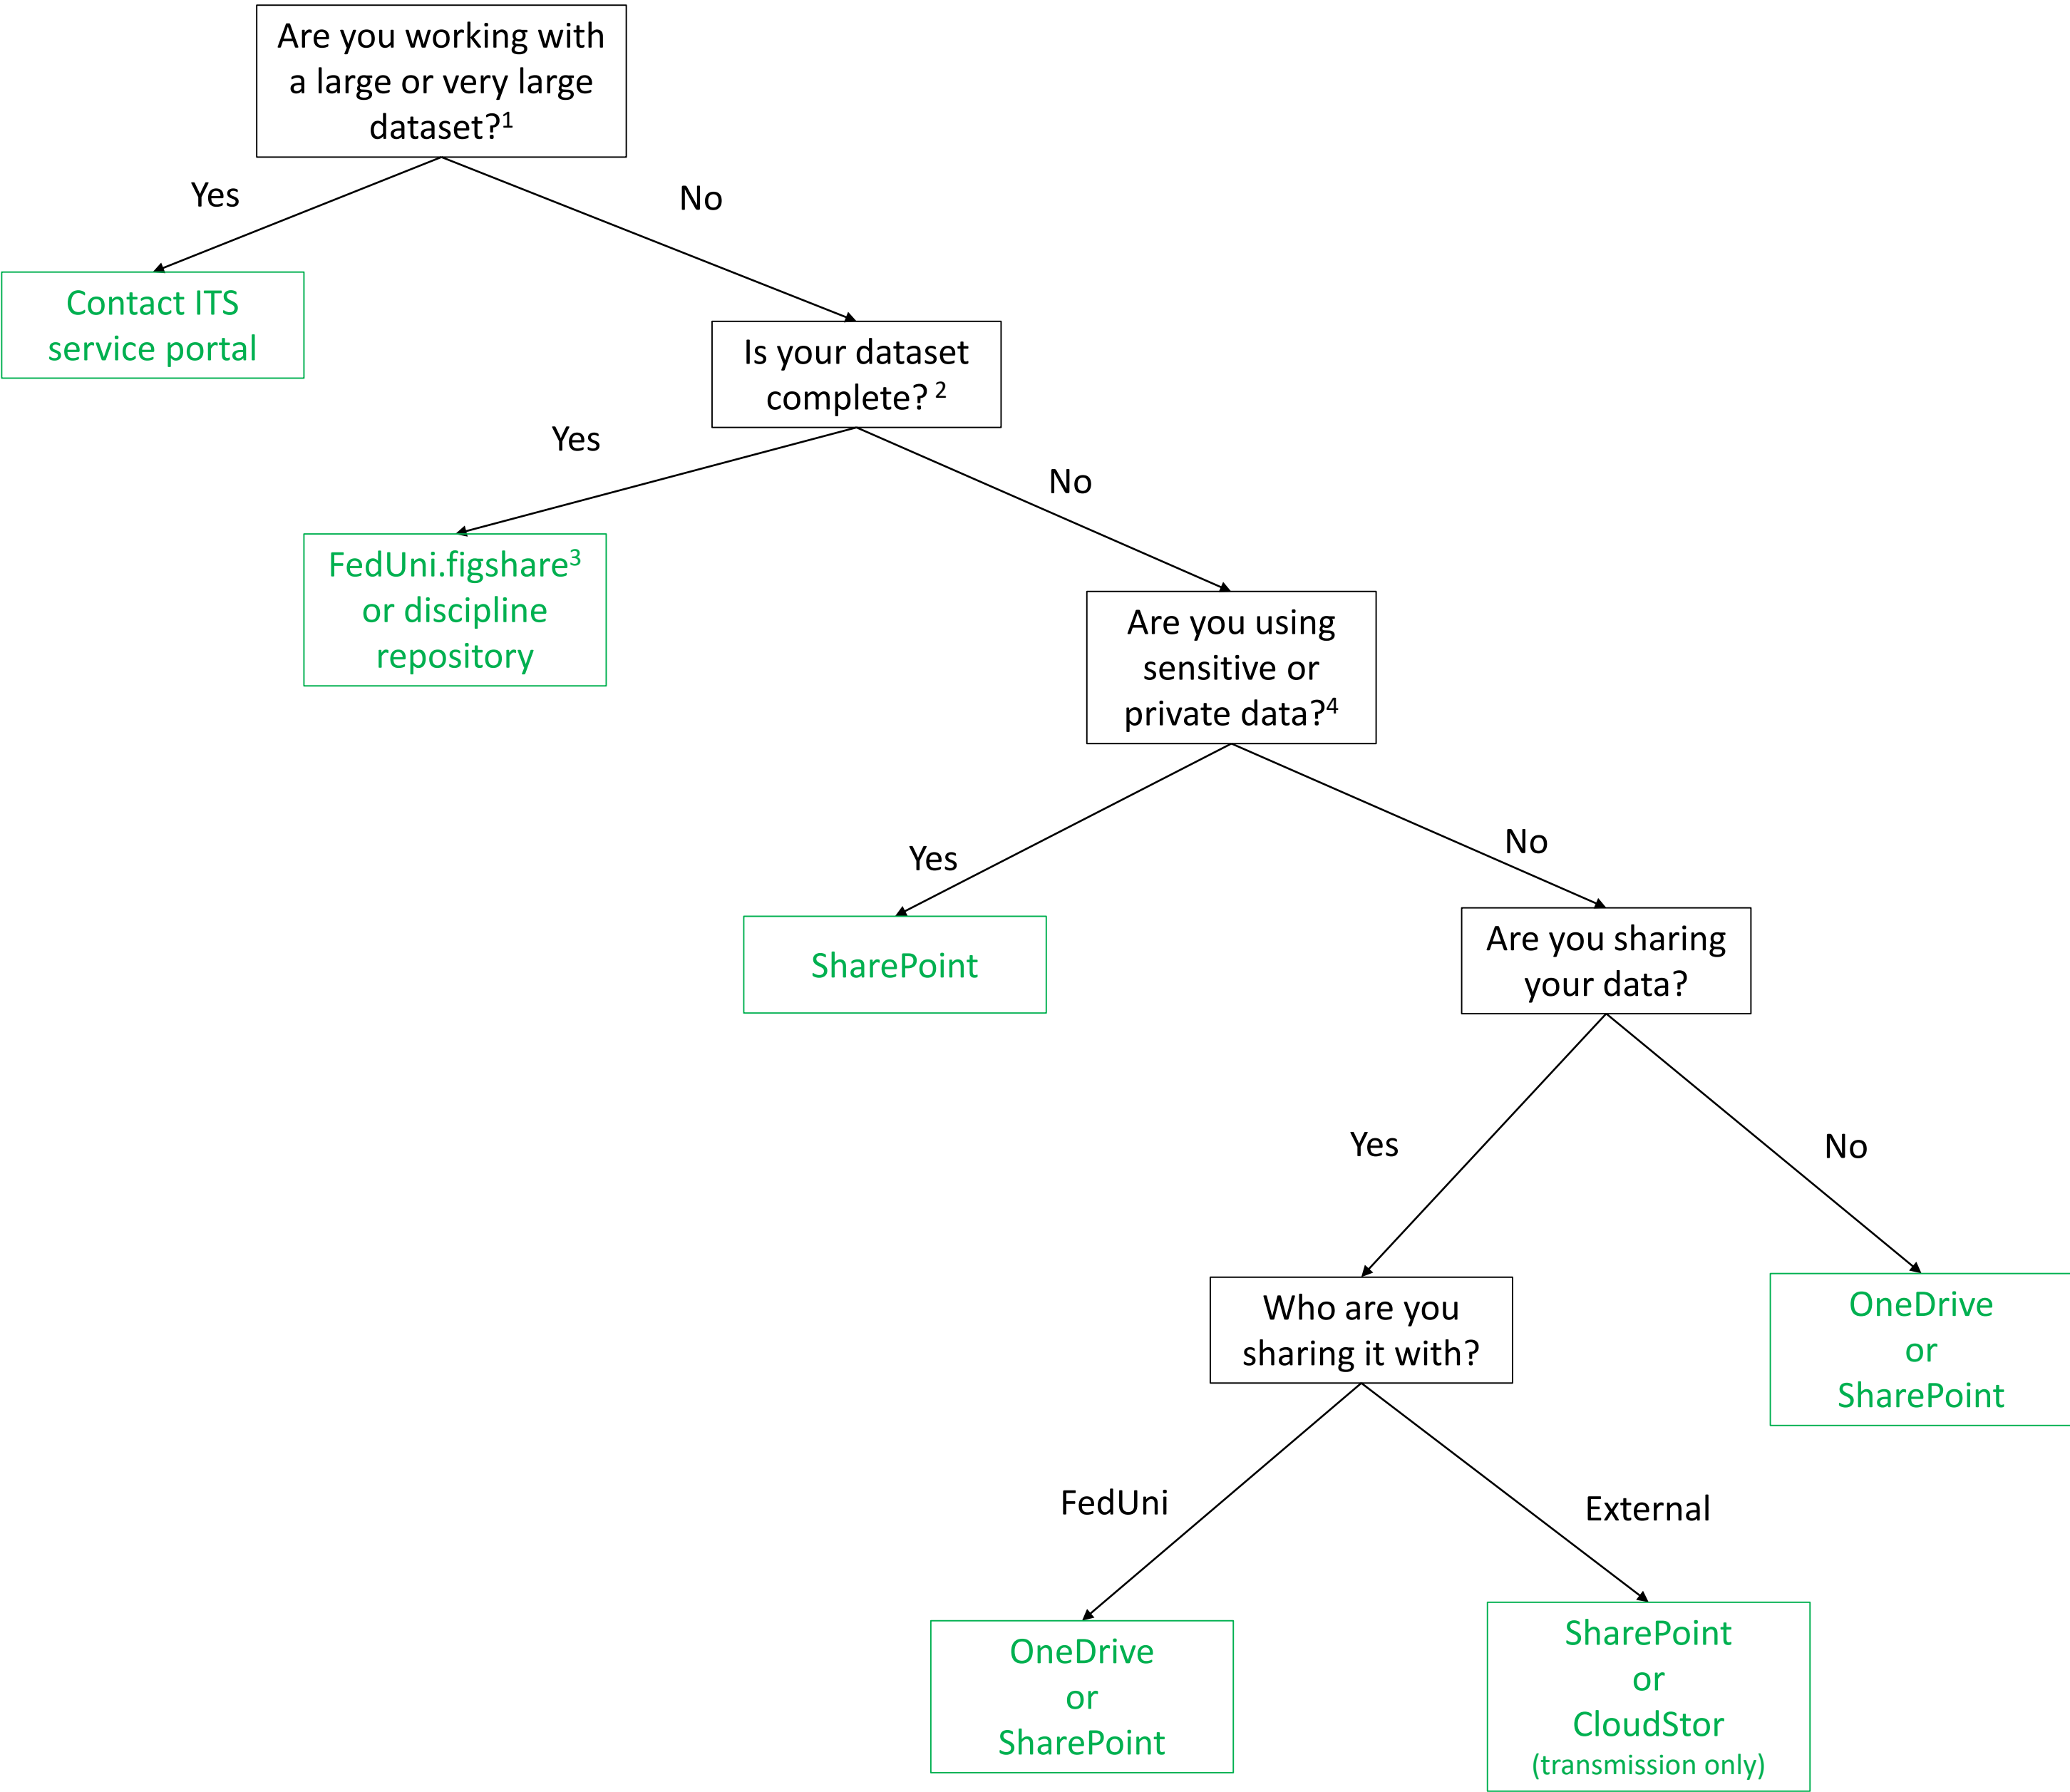 Are you working with
a large or very large
dataset?¹
Yes
No
Contact ITS
service portal
Is your dataset
complete? ²
Yes
No
FedUni.figshare³
or discipline
repository
Are you using
sensitive or
private data?⁴
Yes
No
SharePoint
Are you sharing
your data?
Yes
No
Who are you
sharing it with?
OneDrive
or
SharePoint
FedUni
External
OneDrive
or
SharePoint
SharePoint
or
CloudStor
(transmission only)